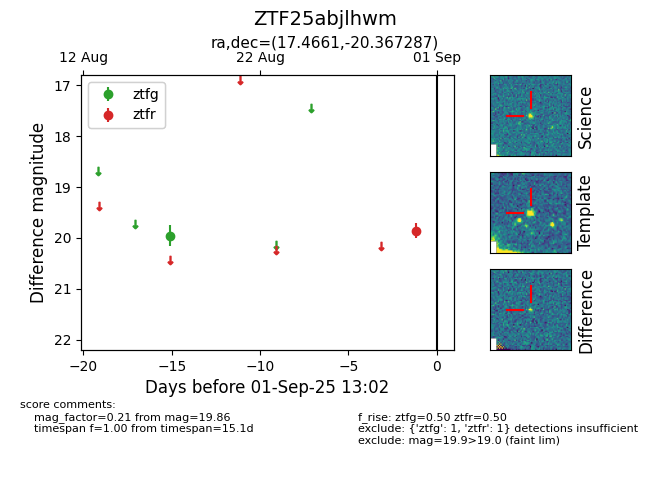 ZTF25abjlhwm
ra,dec=(17.4661,-20.367287)
12 Aug
22 Aug
01 Sep
ztfg
ztfr
17
18
19
20
21
22
Difference magnitude
−20
−15
−10
−5
0
Days before 01-Sep-25 13:02
Science
Template
Difference
score comments:
mag_factor=0.21 from mag=19.86
timespan f=1.00 from timespan=15.1d
f_rise: ztfg=0.50 ztfr=0.50
exclude: {'ztfg': 1, 'ztfr': 1} detections insufficient
exclude: mag=19.9>19.0 (faint lim)